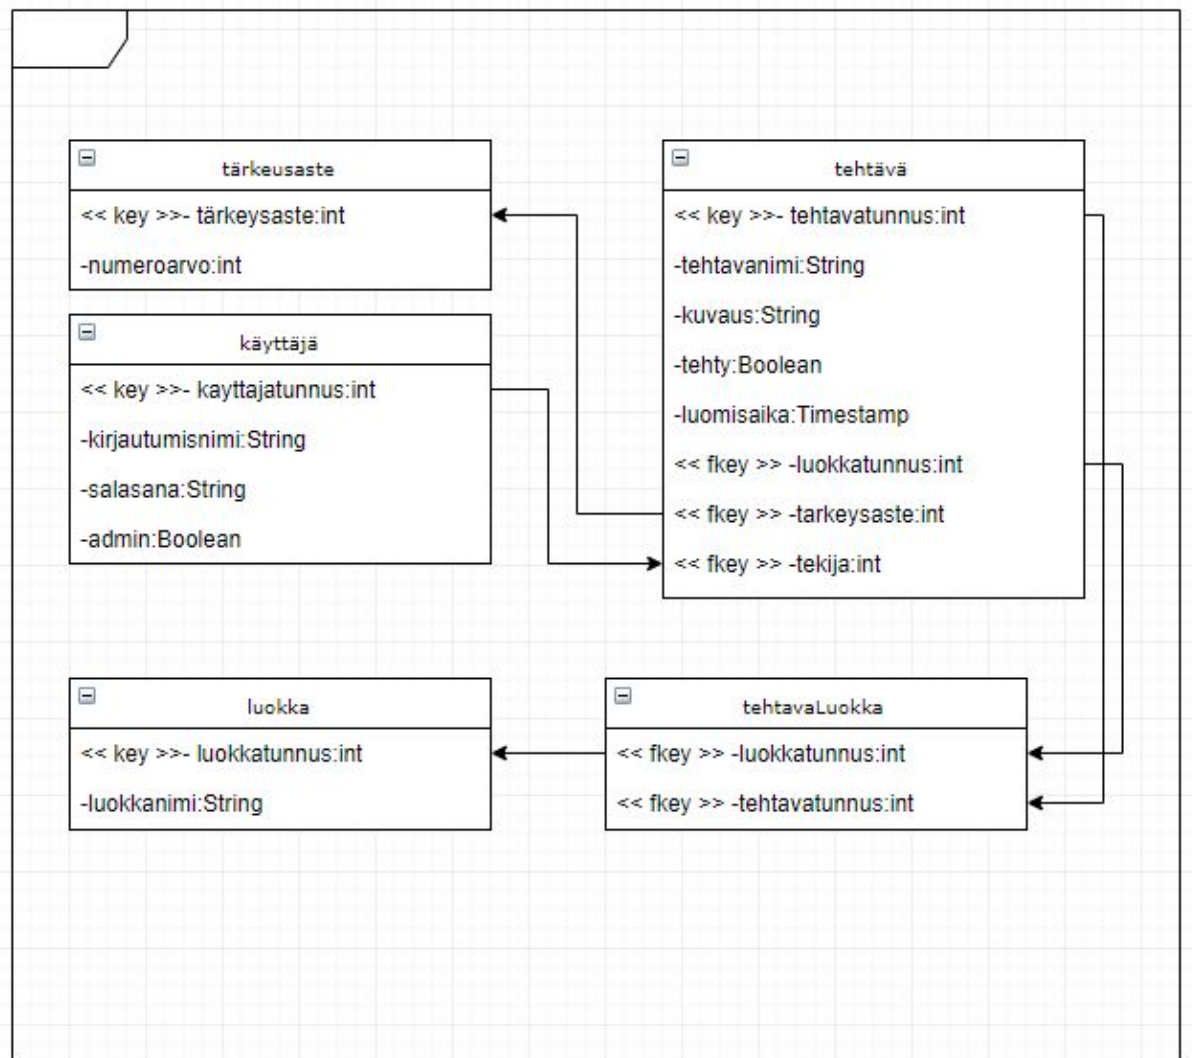 tärkeusaste
<< key >>- tärkeysaste:int
-numeroarvo:int
käyttäjä
<< key >>- kayttajatunnus:int
-kirjautumisnimi:String
-salasana:String
-admin:Boolean
tehtävä
<< key >>- tehtavatunnus:int
-tehtavanimi:String
-kuvaus:String
-tehty:Boolean
-luomisaika:Timestamp
<< fkey >> -luokkatunnus:int
<< fkey >> -tarkeysaste:int
<< fkey >> -tekija:int
luokka
<< key >>- luokkatunnus:int
-luokkanimi:String
tehtavaLuokka
<< fkey >> -luokkatunnus:int
<< fkey >> -tehtavatunnus:int